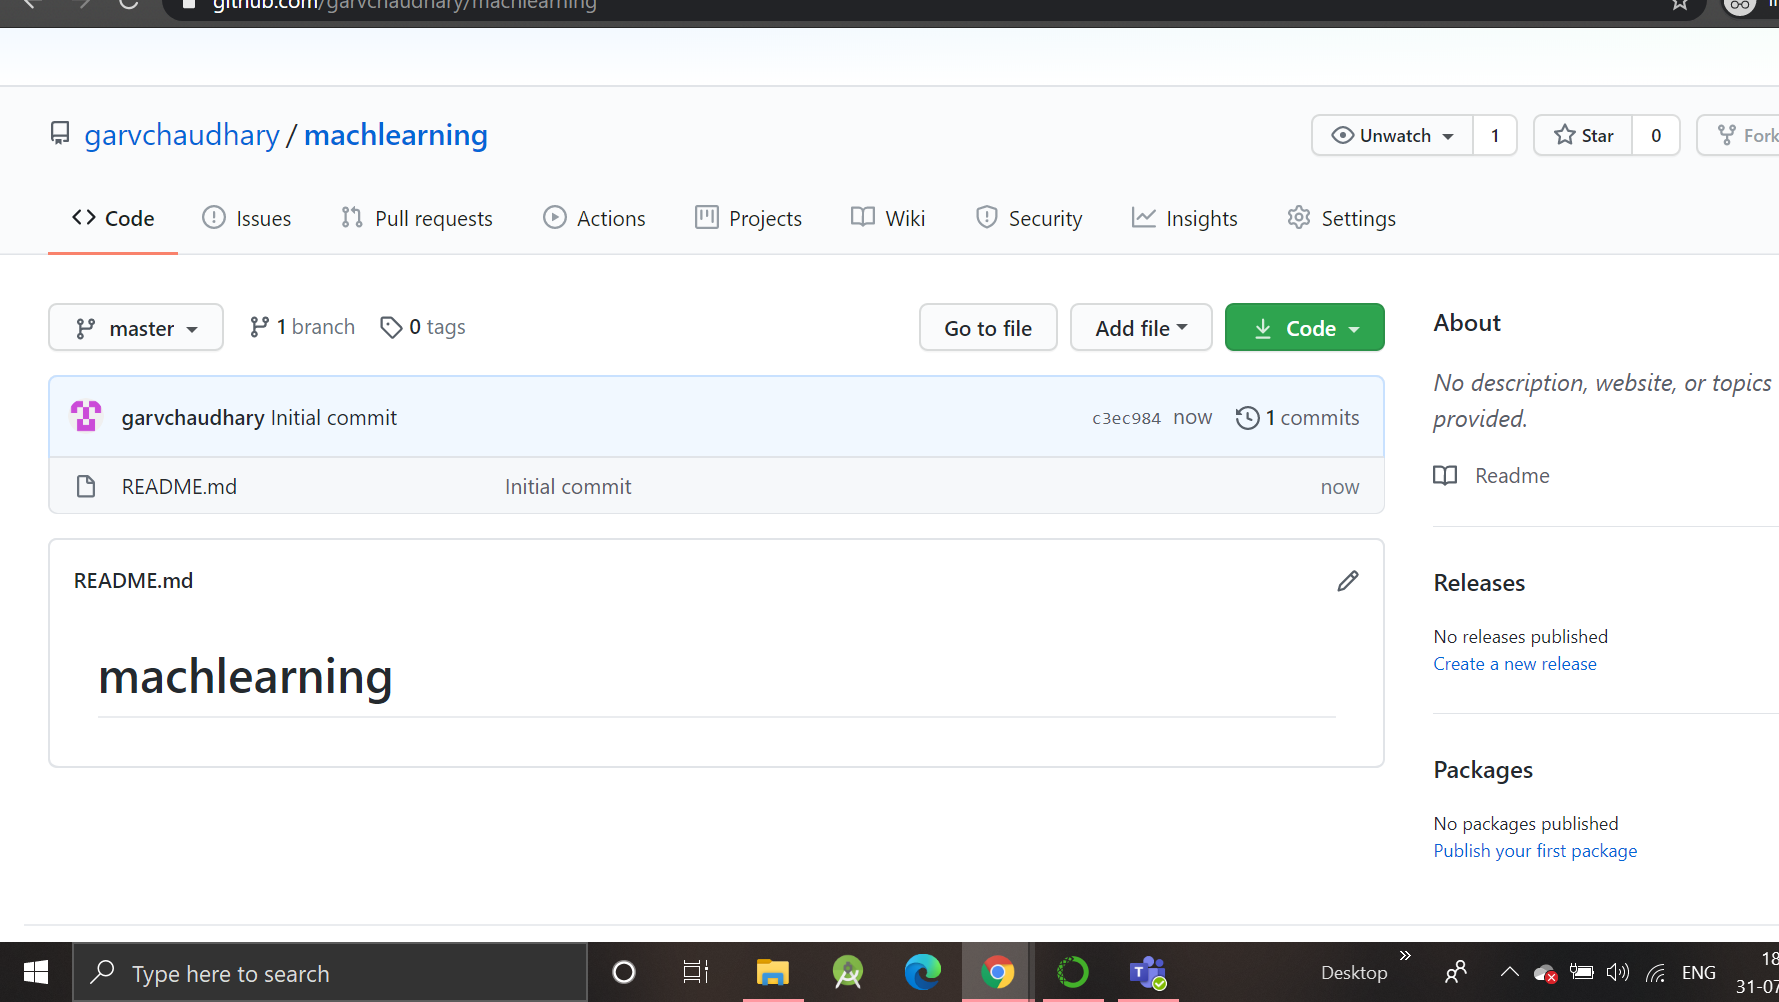 github.com/garvchaudhary/machlearning
garvchaudhary / machlearning
Unwatch 1 Star 0 Fork
Code Issues Pull requests Actions Projects Wiki Security Insights Settings
master 1 branch 0 tags Go to file Add file Code
garvchaudhary Initial commit c3ec984 now 1 commits
README.md Initial commit now
README.md
machlearning
About
No description, website, or topics
provided.
Readme
Releases
No releases published
Create a new release
Packages
No packages published
Publish your first package
Type here to search
Desktop ENG